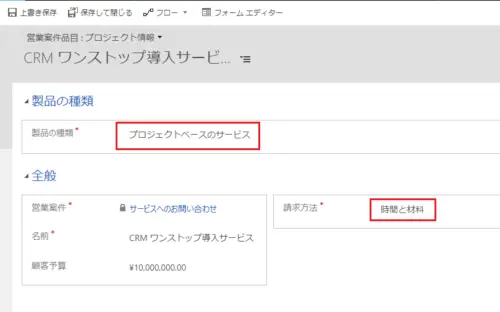 上書き保存 保存して閉じる フロー フォーム エディター
営業案件品目 : プロジェクト情報
CRM ワンストップ導入サービ...
製品の種類
製品の種類 * プロジェクトベースのサービス
全般
営業案件 * サービスへのお問い合わせ 請求方法 * 時間と材料
名前 * CRM ワンストップ導入サービス
顧客予算 ¥10,000,000.00